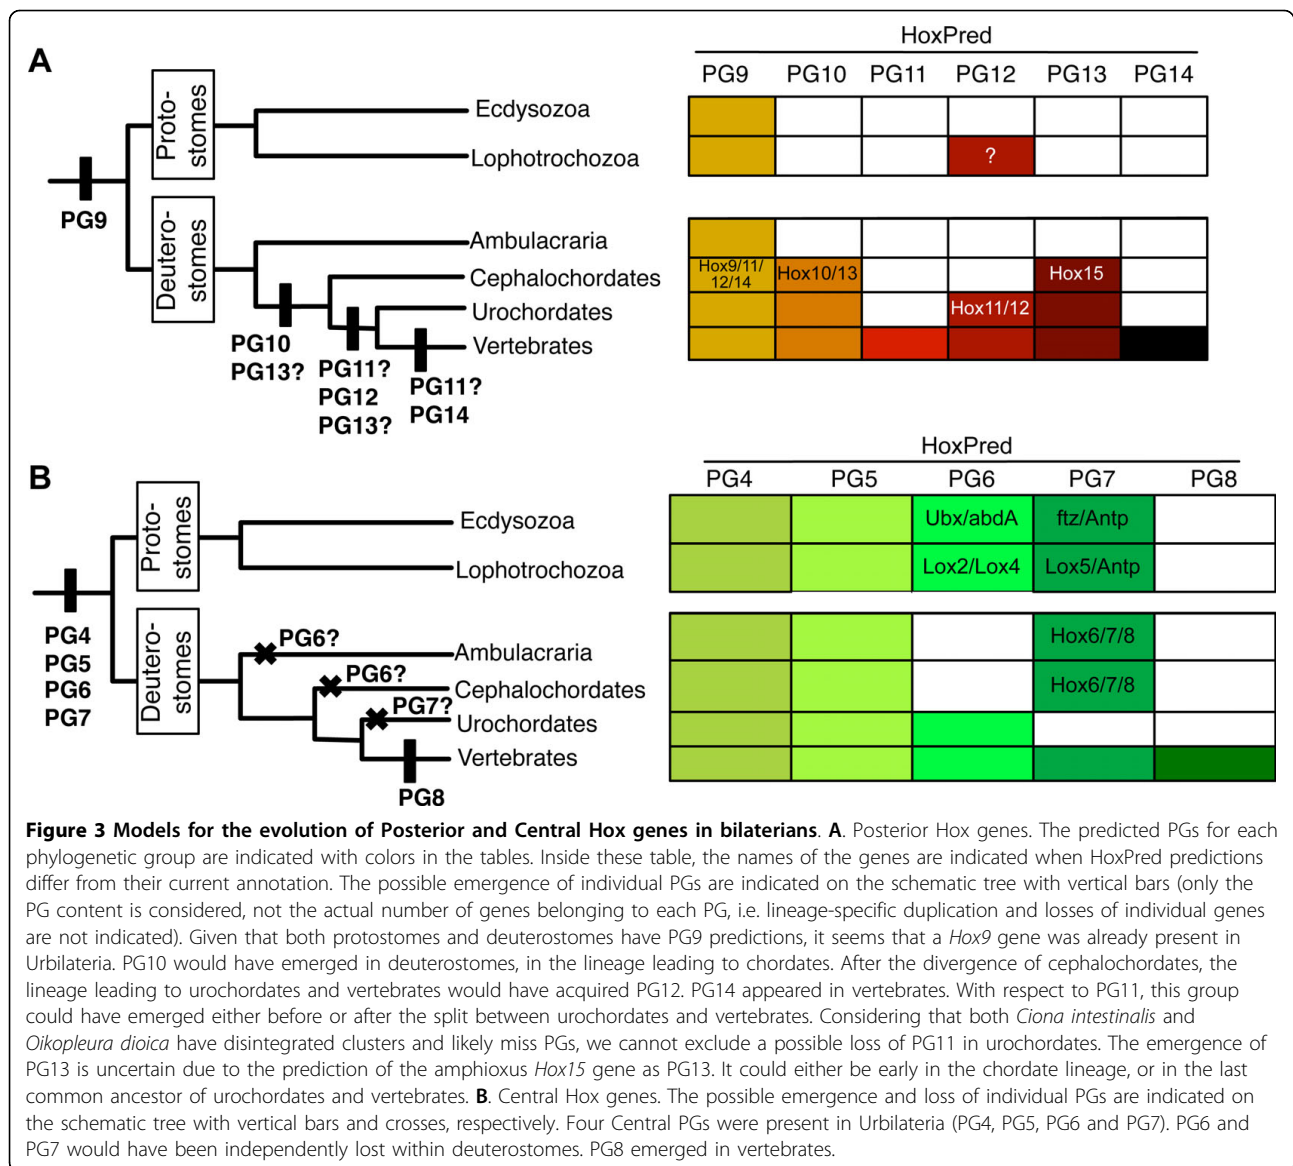 A
HoxPred
PG9 PG10 PG11 PG12 PG13 PG14
Proto-
stomes
Ecdysozoa
Lophotrochozoa
?
PG9
Deutero-
stomes
Ambulacraria
Cephalochordates
Urochordates
Vertebrates
Hox9/11/
12/14
Hox10/13
Hox15
Hox11/12
PG10
PG13?
PG11?
PG12
PG13?
PG11?
PG14
B
HoxPred
PG4 PG5 PG6 PG7 PG8
Proto-
stomes
Ecdysozoa
Lophotrochozoa
Ubx/abdA ftz/Antp
Lox2/Lox4 Lox5/Antp
PG4
PG5
PG6
PG7
Deutero-
stomes
PG6?
Ambulacraria
PG6?
Cephalochordates
PG7?
Urochordates
Vertebrates
PG8
Hox6/7/8
Hox6/7/8
Figure 3 Models for the evolution of Posterior and Central Hox genes in bilaterians. A. Posterior Hox genes. The predicted PGs for each
phylogenetic group are indicated with colors in the tables. Inside these table, the names of the genes are indicated when HoxPred predictions
differ from their current annotation. The possible emergence of individual PGs are indicated on the schematic tree with vertical bars (only the
PG content is considered, not the actual number of genes belonging to each PG, i.e. lineage-specific duplication and losses of individual genes
are not indicated). Given that both protostomes and deuterostomes have PG9 predictions, it seems that a Hox9 gene was already present in
Urbilateria. PG10 would have emerged in deuterostomes, in the lineage leading to chordates. After the divergence of cephalochordates, the
lineage leading to urochordates and vertebrates would have acquired PG12. PG14 appeared in vertebrates. With respect to PG11, this group
could have emerged either before or after the split between urochordates and vertebrates. Considering that both Ciona intestinalis and
Oikopleura dioica have disintegrated clusters and likely miss PGs, we cannot exclude a possible loss of PG11 in urochordates. The emergence of
PG13 is uncertain due to the prediction of the amphioxus Hox15 gene as PG13. It could either be early in the chordate lineage, or in the last
common ancestor of urochordates and vertebrates. B. Central Hox genes. The possible emergence and loss of individual PGs are indicated on
the schematic tree with vertical bars and crosses, respectively. Four Central PGs were present in Urbilateria (PG4, PG5, PG6 and PG7). PG6 and
PG7 would have been independently lost within deuterostomes. PG8 emerged in vertebrates.